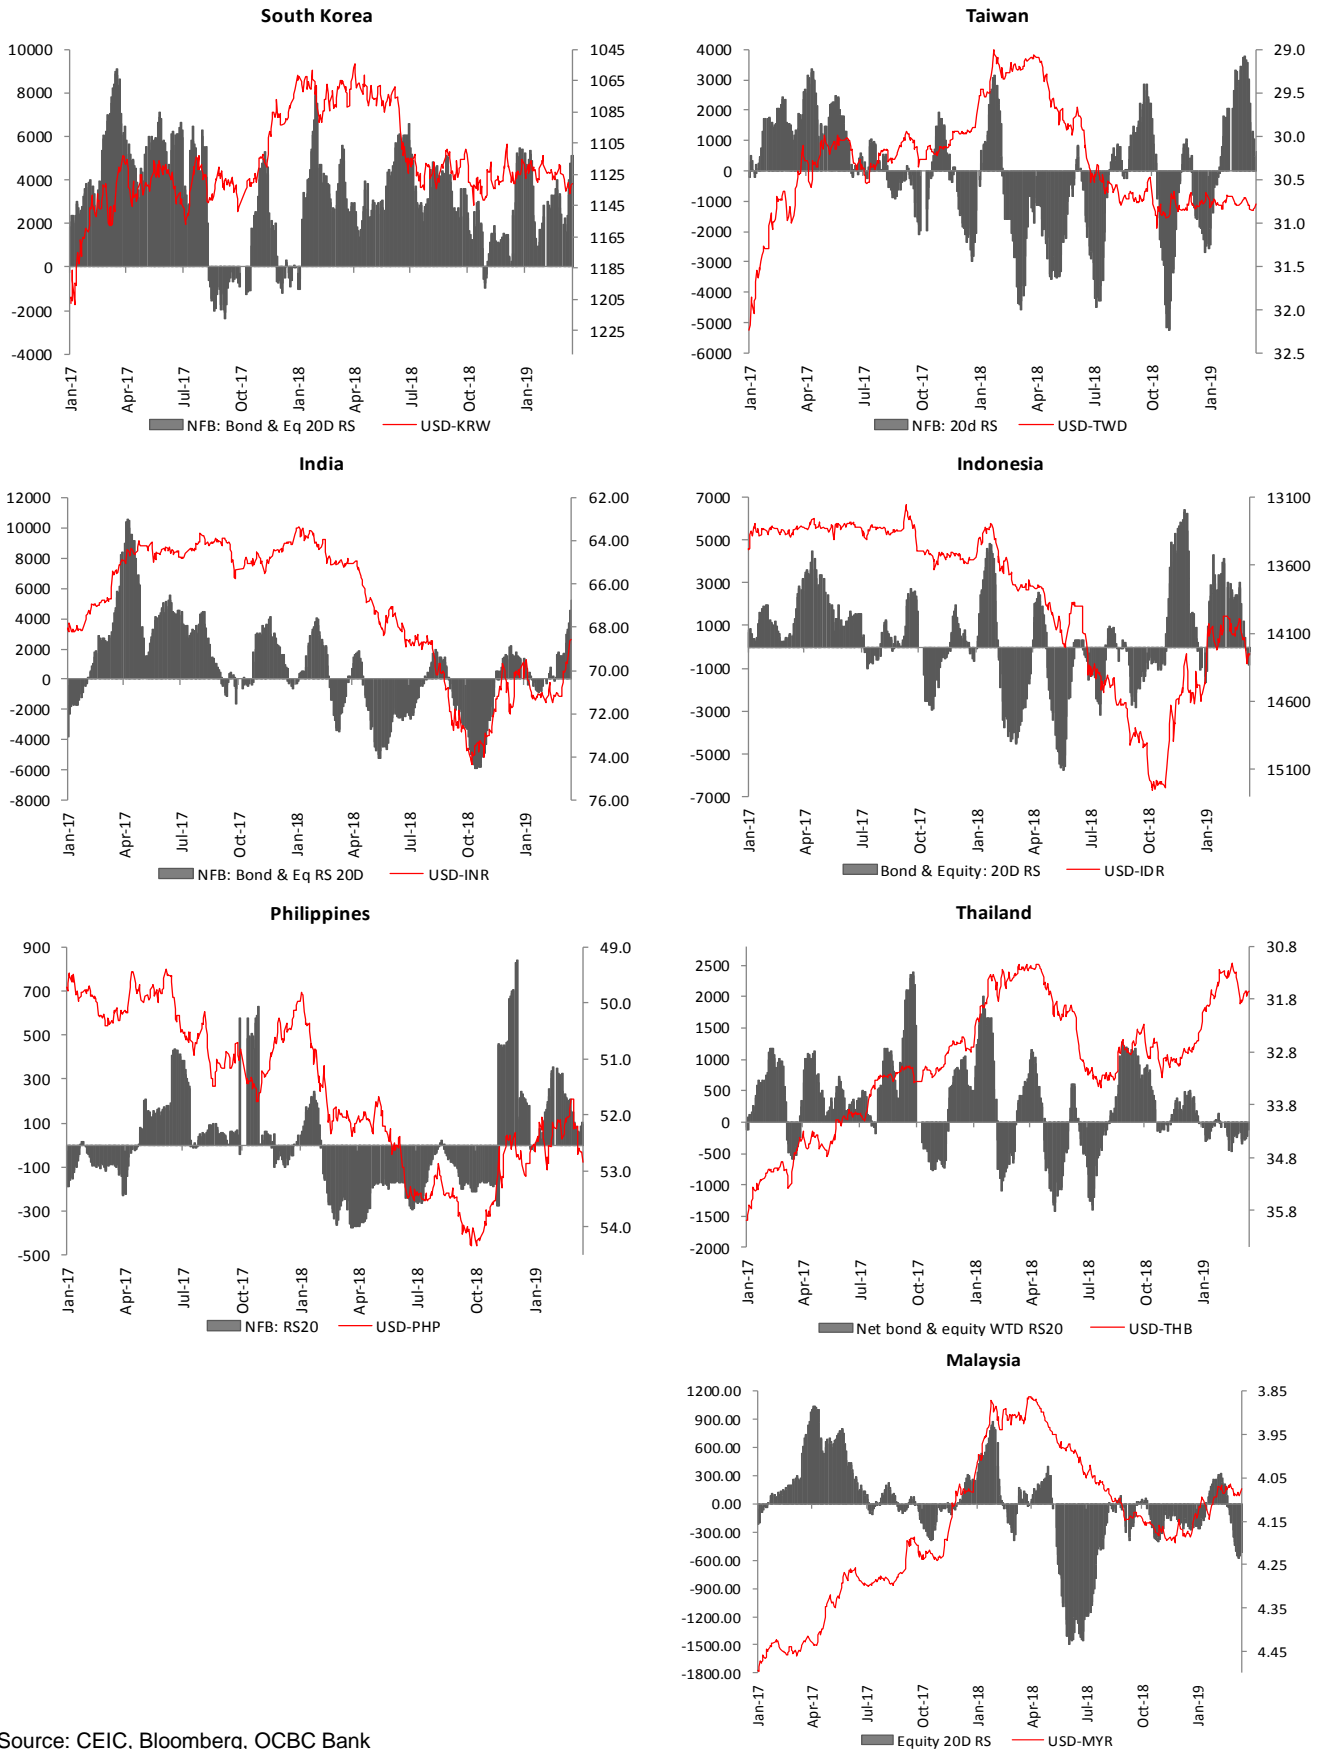 South Korea
10000
8000
6000
4000
2000
0
-2000
-4000
1045
1065
1085
1105
1125
1145
1165
1185
1205
1225
Jan-17
Apr-17
Jul-17
Oct-17
Jan-18
Apr-18
Jul-18
Oct-18
Jan-19
NFB: Bond & Eq 20D RS
USD-KRW
Taiwan
4000
3000
2000
1000
0
-1000
-2000
-3000
-4000
-5000
-6000
29.0
29.5
30.0
30.5
31.0
31.5
32.0
32.5
Jan-17
Apr-17
Jul-17
Oct-17
Jan-18
Apr-18
Jul-18
Oct-18
Jan-19
NFB: 20d RS
USD-TWD
India
12000
10000
8000
6000
4000
2000
0
-2000
-4000
-6000
-8000
62.00
64.00
66.00
68.00
70.00
72.00
74.00
76.00
Jan-17
Apr-17
Jul-17
Oct-17
Jan-18
Apr-18
Jul-18
Oct-18
Jan-19
NFB: Bond & Eq RS 20D
USD-INR
Indonesia
7000
5000
3000
1000
-1000
-3000
-5000
-7000
13100
13600
14100
14600
15100
Jan-17
Apr-17
Jul-17
Oct-17
Jan-18
Apr-18
Jul-18
Oct-18
Jan-19
Bond & Equity: 20D RS
USD-IDR
Philippines
900
700
500
300
100
-100
-300
-500
49.0
50.0
51.0
52.0
53.0
54.0
Jan-17
Apr-17
Jul-17
Oct-17
Jan-18
Apr-18
Jul-18
Oct-18
Jan-19
NFB: RS20
USD-PHP
Thailand
2500
2000
1500
1000
500
0
-500
-1000
-1500
-2000
30.8
31.8
32.8
33.8
34.8
35.8
Jan-17
Apr-17
Jul-17
Oct-17
Jan-18
Apr-18
Jul-18
Oct-18
Jan-19
Net bond & equity WTD RS20
USD-THB
Malaysia
1200.00
900.00
600.00
300.00
0.00
-300.00
-600.00
-900.00
-1200.00
-1500.00
-1800.00
3.85
3.95
4.05
4.15
4.25
4.35
4.45
Jan-17
Apr-17
Jul-17
Oct-17
Jan-18
Apr-18
Jul-18
Oct-18
Jan-19
Equity 20D RS
USD-MYR
Source: CEIC, Bloomberg, OCBC Bank